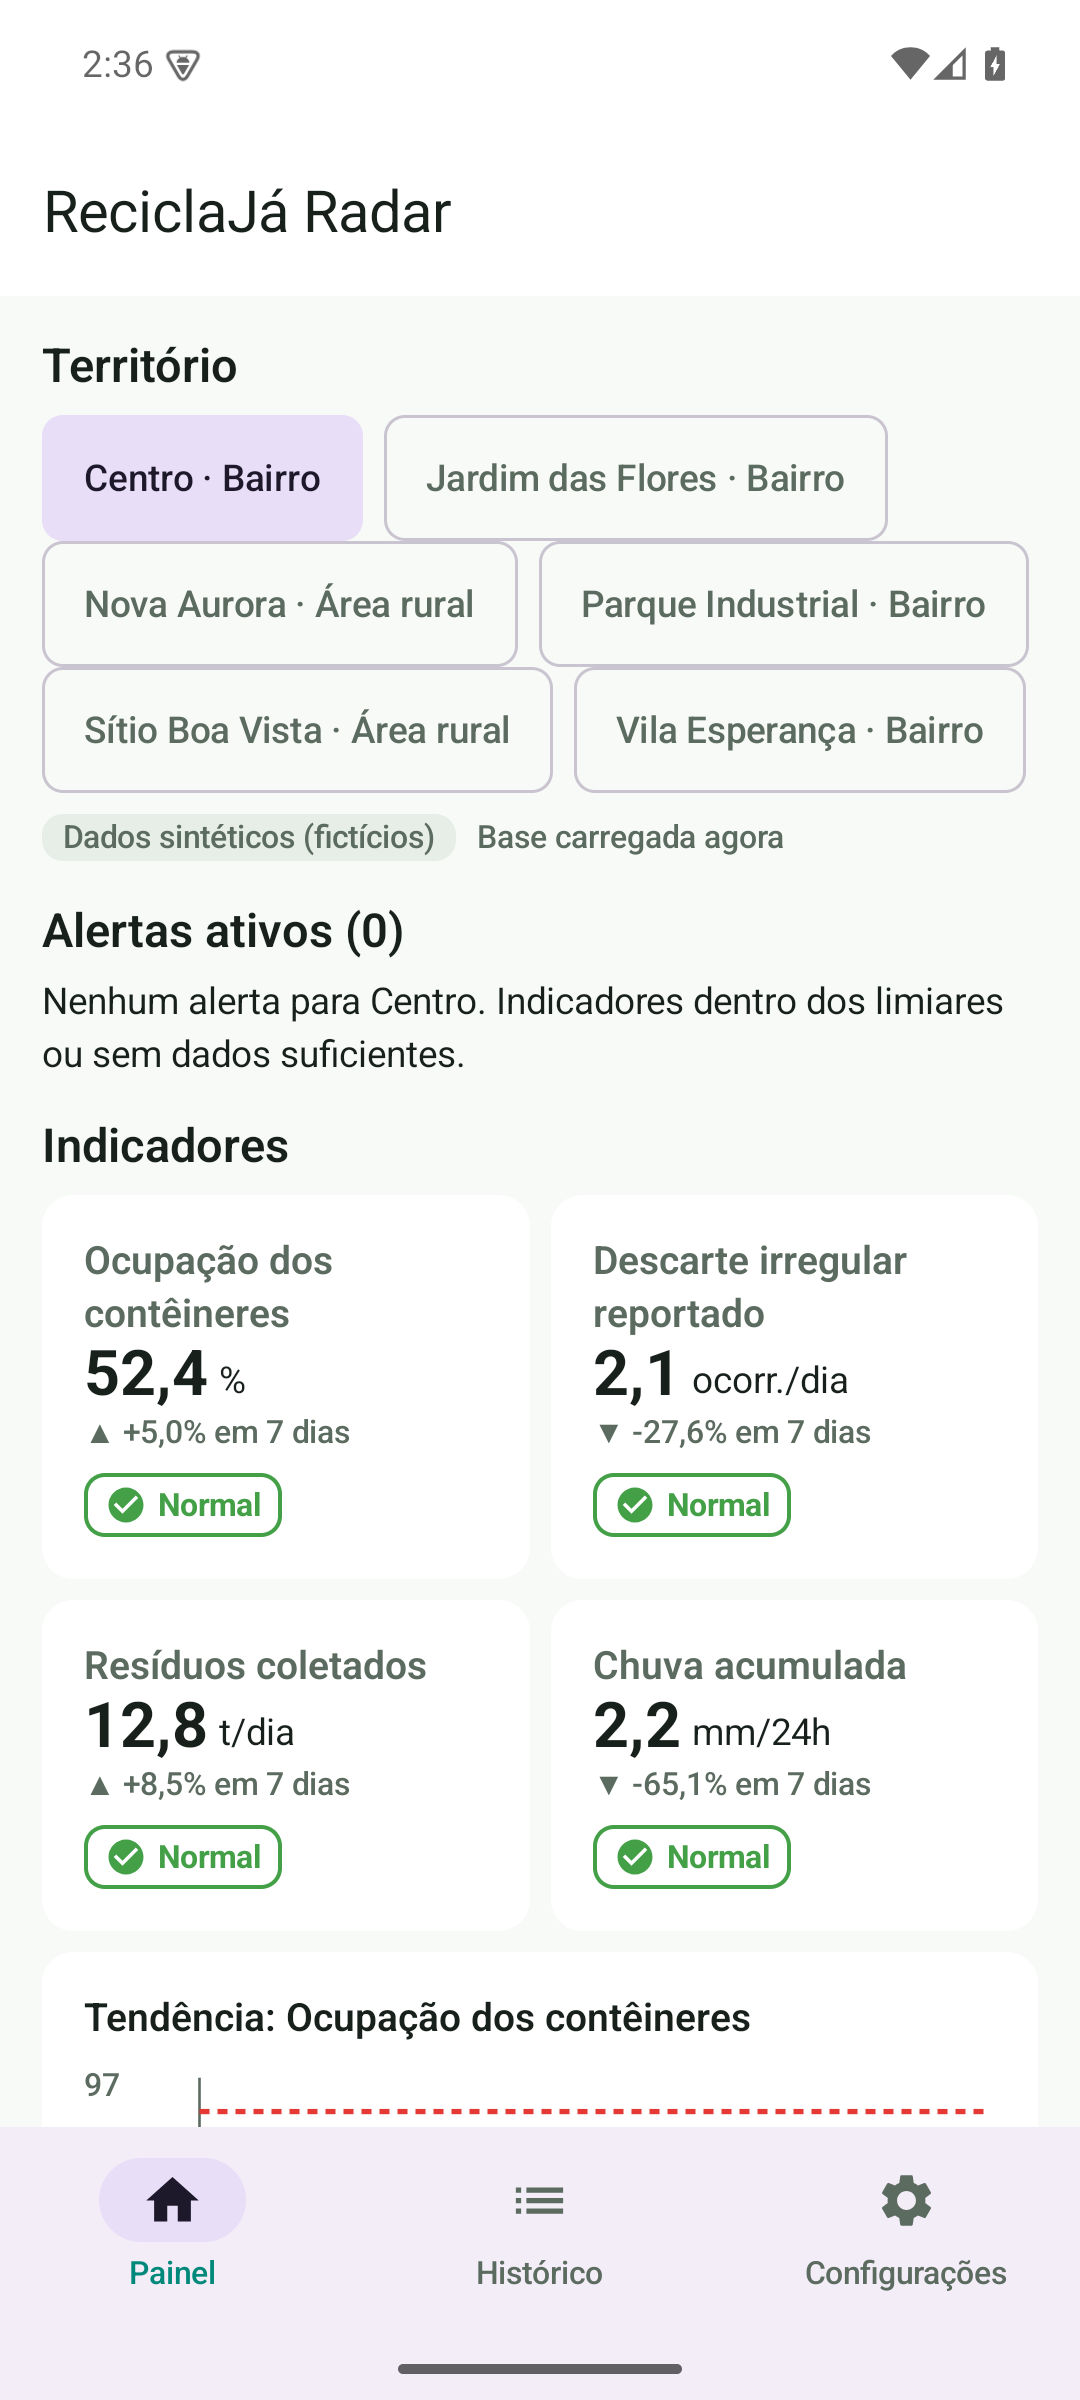 2:36
ReciclaJá Radar
Território
Centro · Bairro
Jardim das Flores · Bairro
Nova Aurora · Área rural
Parque Industrial · Bairro
Sítio Boa Vista · Área rural
Vila Esperança · Bairro
Dados sintéticos (fictícios)
Base carregada agora
Alertas ativos (0)
Nenhum alerta para Centro. Indicadores dentro dos limiares
ou sem dados suficientes.
Indicadores
Ocupação dos
contêineres
52,4 %
▲ +5,0% em 7 dias
Normal
Descarte irregular
reportado
2,1 ocorr./dia
▼ -27,6% em 7 dias
Normal
Resíduos coletados
12,8 t/dia
▲ +8,5% em 7 dias
Normal
Chuva acumulada
2,2 mm/24h
▼ -65,1% em 7 dias
Normal
Tendência: Ocupação dos contêineres
97
Painel
Histórico
Configurações